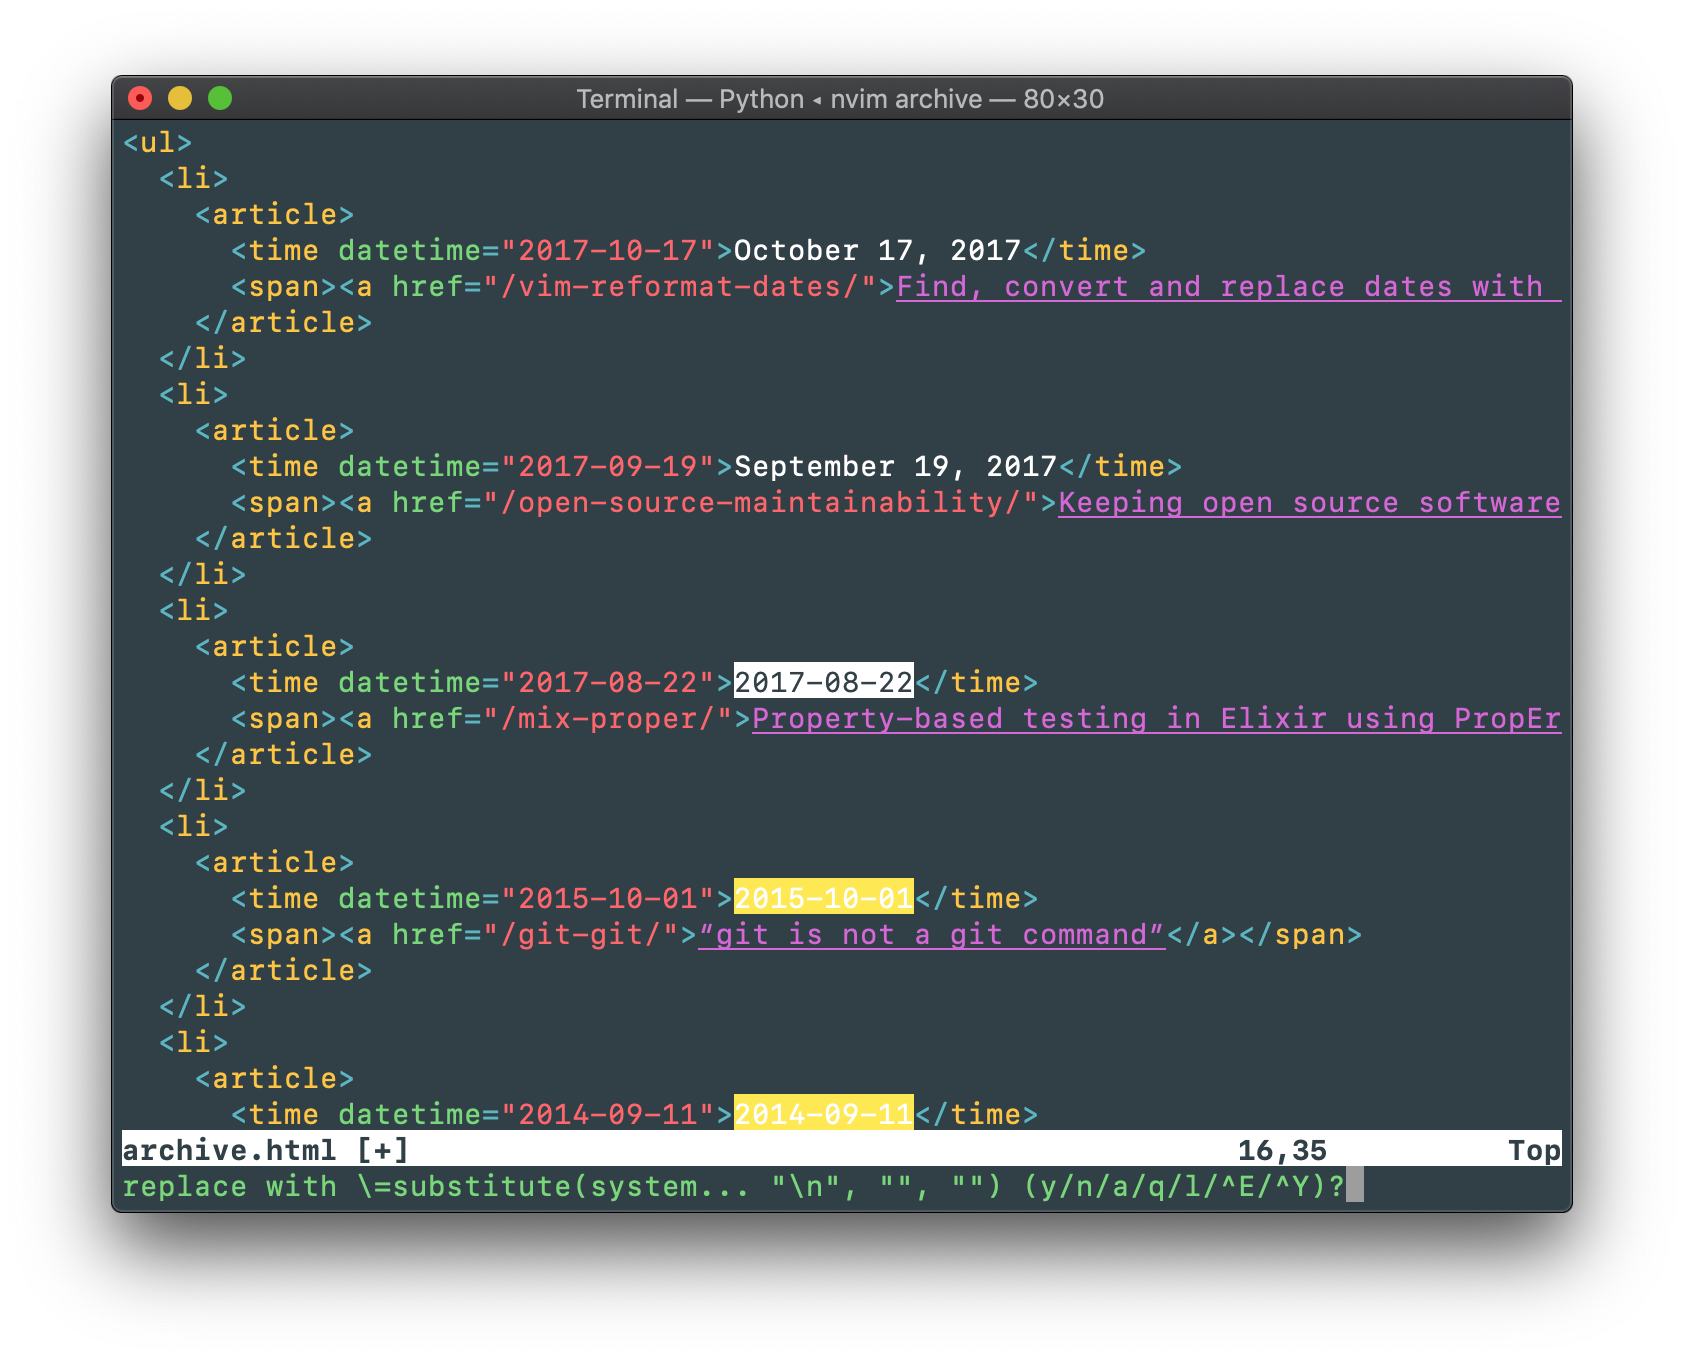 Terminal — Python ◂ nvim archive — 80×30
<ul>
  <li>
    <article>
      <time datetime="2017-10-17">October 17, 2017</time>
      <span><a href="/vim-reformat-dates/">Find, convert and replace dates with
    </article>
  </li>
  <li>
    <article>
      <time datetime="2017-09-19">September 19, 2017</time>
      <span><a href="/open-source-maintainability/">Keeping open source software
    </article>
  </li>
  <li>
    <article>
      <time datetime="2017-08-22">2017-08-22</time>
      <span><a href="/mix-proper/">Property-based testing in Elixir using PropEr
    </article>
  </li>
  <li>
    <article>
      <time datetime="2015-10-01">2015-10-01</time>
      <span><a href="/git-git/">“git is not a git command”</a></span>
    </article>
  </li>
  <li>
    <article>
      <time datetime="2014-09-11">2014-09-11</time>
archive.html [+] 16,35 Top
replace with \=substitute(system... "\n", "", "") (y/n/a/q/l/^E/^Y)?